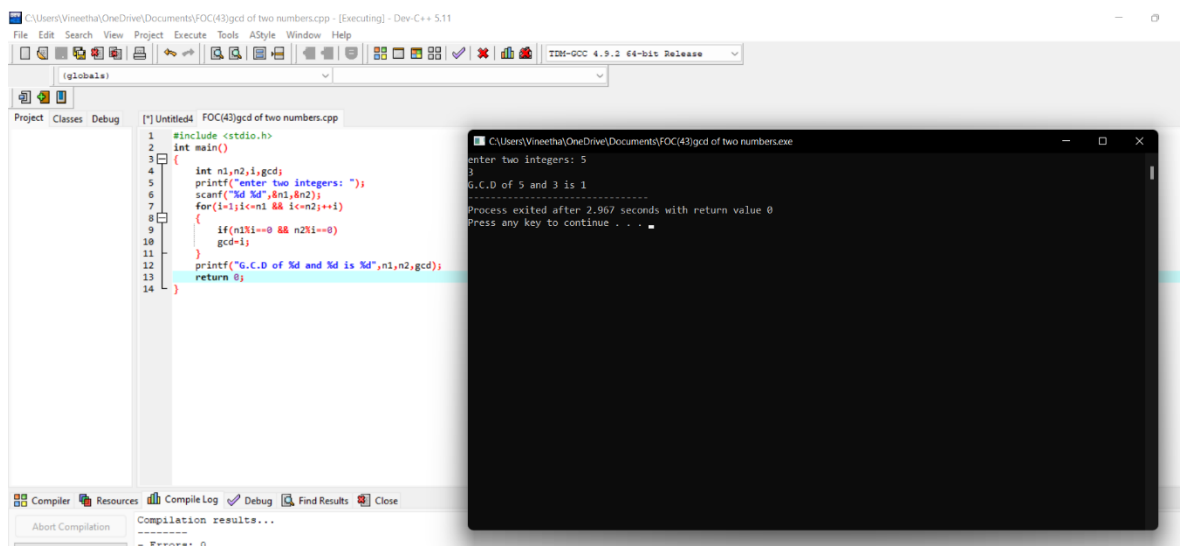 C:\Users\Vineetha\OneDrive\Documents\FOC(43)gcd of two numbers.cpp - [Executing] - Dev-C++ 5.11
File Edit Search View Project Execute Tools AStyle Window Help
TDM-GCC 4.9.2 64-bit Release
(globals)
Project Classes Debug
[*] Untitled4 FOC(43)gcd of two numbers.cpp
1 #include <stdio.h>
2 int main()
3 {
4 int n1,n2,i,gcd;
5 printf("enter two integers: ");
6 scanf("%d %d",&n1,&n2);
7 for(i=1;i<=n1 && i<=n2;++i)
8 {
9 if(n1%i==0 && n2%i==0)
10 gcd=i;
11 }
12 printf("G.C.D of %d and %d is %d",n1,n2,gcd);
13 return 0;
14 }
C:\Users\Vineetha\OneDrive\Documents\FOC(43)gcd of two numbers.exe
enter two integers: 5
3
G.C.D of 5 and 3 is 1
--------------------------------
Process exited after 2.967 seconds with return value 0
Press any key to continue . . .
Compiler Resources Compile Log Debug Find Results Close
Abort Compilation
Compilation results...
--------
- Errors: 0